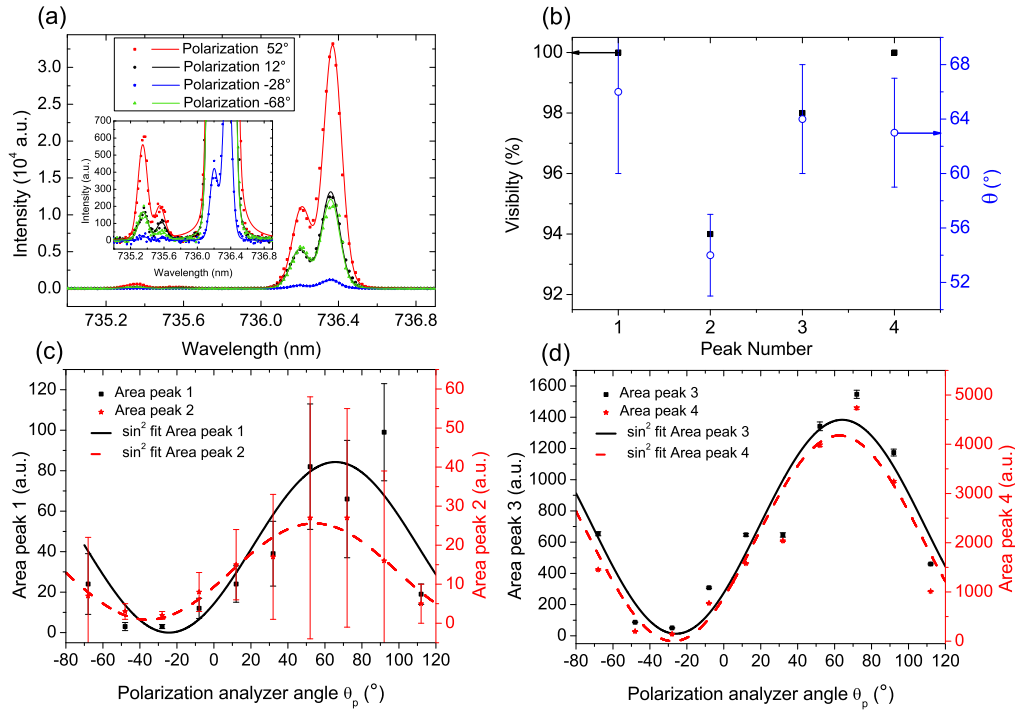 (a)
Polarization 52°
Polarization 12°
Polarization -28°
Polarization -68°
3.0
2.5
2.0
1.5
1.0
0.5
0.0
Intensity (10⁴ a.u.)
700
600
500
400
300
200
100
0
Intensity (a.u.)
735.2 735.6 736.0 736.4 736.8
Wavelength (nm)
735.2 735.6 736.0 736.4 736.8
Wavelength (nm)
(b)
100
98
96
94
92
Visibilty (%)
68
64
60
56
52
θ (°)
1 2 3 4
Peak Number
(c)
Area peak 1
Area peak 2
sin² fit Area peak 1
sin² fit Area peak 2
120
100
80
60
40
20
0
Area peak 1 (a.u.)
60
50
40
30
20
10
0
Area peak 2 (a.u.)
-80 -60 -40 -20 0 20 40 60 80 100 120
Polarization analyzer angle θp (°)
(d)
Area peak 3
Area peak 4
sin² fit Area peak 3
sin² fit Area peak 4
1600
1400
1200
1000
800
600
400
200
0
Area peak 3 (a.u.)
5000
4000
3000
2000
1000
0
Area peak 4 (a.u.)
-80 -60 -40 -20 0 20 40 60 80 100 120
Polarization analyzer angle θp (°)